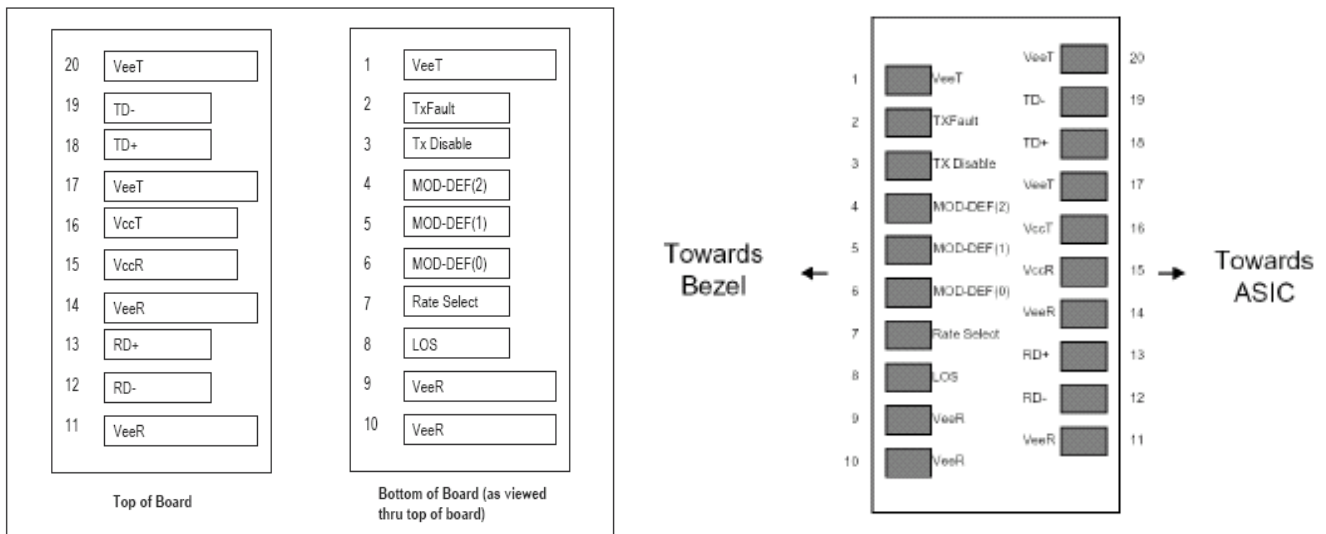 20 VeeT
19 TD-
18 TD+
17 VeeT
16 VccT
15 VccR
14 VeeR
13 RD+
12 RD-
11 VeeR
Top of Board
1 VeeT
2 TxFault
3 Tx Disable
4 MOD-DEF(2)
5 MOD-DEF(1)
6 MOD-DEF(0)
7 Rate Select
8 LOS
9 VeeR
10 VeeR
Bottom of Board (as viewed
thru top of board)
Towards
Bezel
1 VeeT
2 TXFault
3 TX Disable
4 MOD-DEF(2)
5 MOD-DEF(1)
6 MOD-DEF(0)
7 Rate Select
8 LOS
9 VeeR
10 VeeR
VeeT 20
TD- 19
TD+ 18
VeeT 17
VccT 16
VccR 15
VeeR 14
RD+ 13
RD- 12
VeeR 11
Towards
ASIC